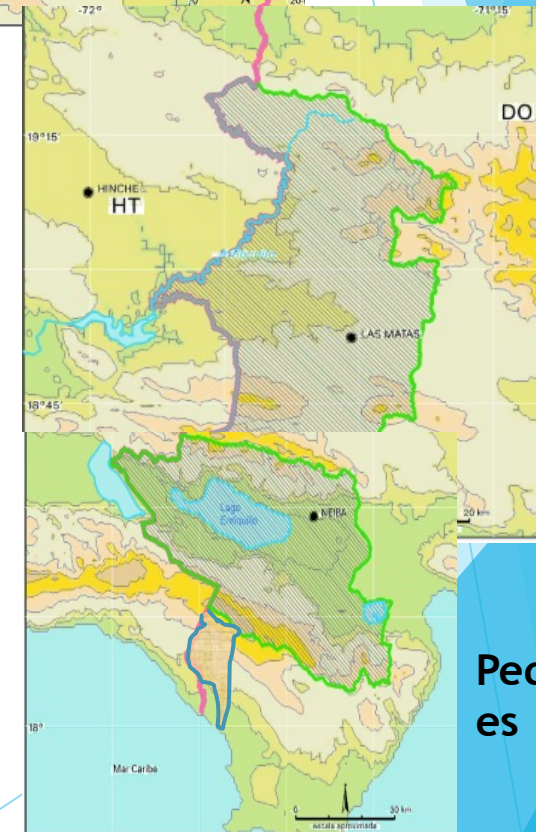 -72°
-71°15'
DO
19°15'
HINCHE
HT
LAS MATAS
18°45'
Lago
Enriquillo
NEIBA
20 km
18°
Mar Caribe
0
30 km
escala aproximada
es